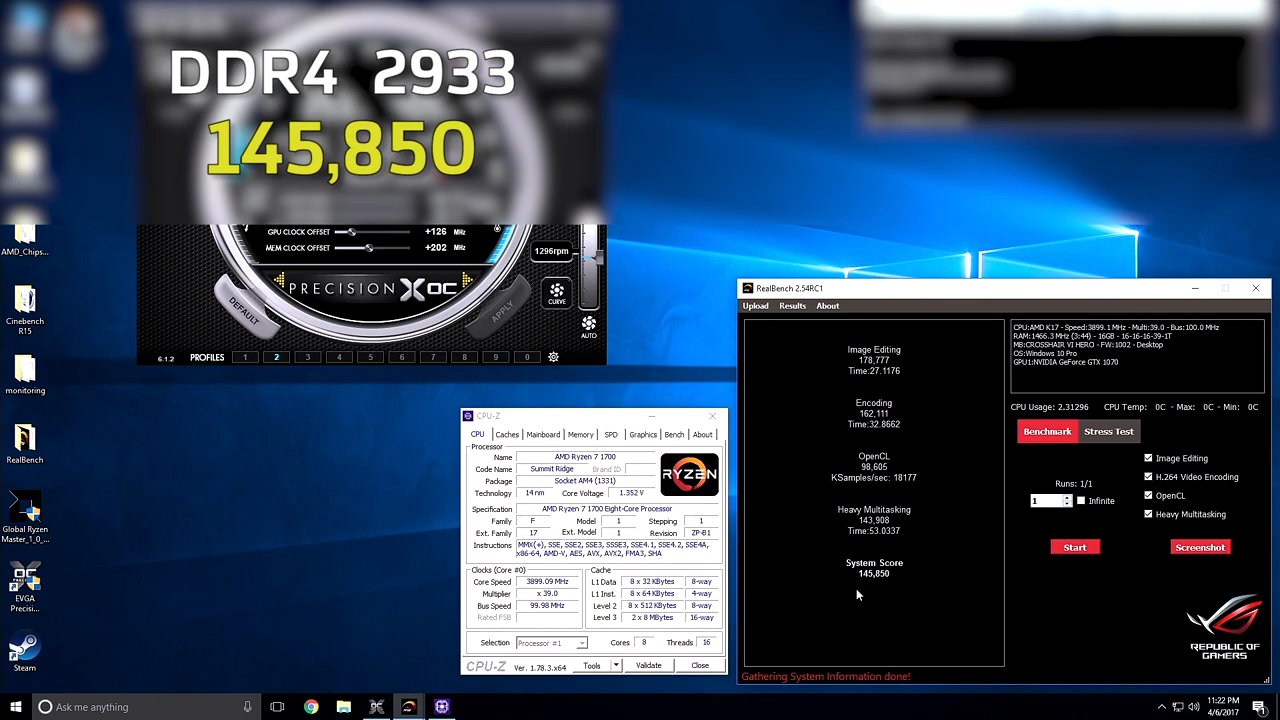 DDR4 2933
145,850
GPU CLOCK OFFSET +126 MHz
MEM CLOCK OFFSET +202 MHz
1296rpm
PRECISION XOC
DEFAULT
APPLY
CURVE
AUTO
6.1.2 PROFILES 1 2 3 4 5 6 7 8 9 0
AMD_Chips...
Cinebench
monitoring
RealBench
Global Ryzen
Master_1_0_...
EVGA
Precisi...
Steam
CPU-Z
CPU Caches Mainboard Memory SPD Graphics Bench About
Processor
Name AMD Ryzen 7 1700
Code Name Summit Ridge Brand ID
Package Socket AM4 (1331)
Technology 14 nm Core Voltage 1.352 V
RYZEN
Specification AMD Ryzen 7 1700 Eight-Core Processor
Family F Model 1 Stepping 1
Ext. Family 17 Ext. Model 1 Revision ZP-B1
Instructions MMX(+), SSE, SSE2, SSE3, SSSE3, SSE4.1, SSE4.2, SSE4A,
x86-64, AMD-V, AES, AVX, AVX2, FMA3, SHA
Clocks (Core #0)
Core Speed 3899.09 MHz
Multiplier x 39.0
Bus Speed 99.98 MHz
Rated FSB
Cache
L1 Data 8 x 32 KBytes 8-way
L1 Inst. 8 x 64 KBytes 4-way
Level 2 8 x 512 KBytes 8-way
Level 3 2 x 8 MBytes 16-way
Selection Processor #1 Cores 8 Threads 16
CPU-Z Ver. 1.78.3.x64 Tools Validate Close
RealBench 2.54RC1
Upload Results About
Image Editing
178,777
Time:27.1176
Encoding
162,111
Time:32.8662
OpenCL
98,605
KSamples/sec: 18177
Heavy Multitasking
143,908
Time:53.0337
System Score
145,850
CPU:AMD K17 - Speed:3899.1 MHz - Multi:39.0 - Bus:100.0 MHz
RAM:1466.3 MHz (3:44) - 16GB - 16-16-16-39-1T
MB:CROSSHAIR VI HERO - FW:1002 - Desktop
OS:Windows 10 Pro
GPU1:NVIDIA GeForce GTX 1070
CPU Usage: 2.31296 CPU Temp: 0C - Max: 0C - Min: 0C
Benchmark Stress Test
Runs: 1/1
1 Infinite
Image Editing
H.264 Video Encoding
OpenCL
Heavy Multitasking
Start Screenshot
REPUBLIC OF
GAMERS
Gathering System Information done!
Ask me anything
11:22 PM
4/6/2017